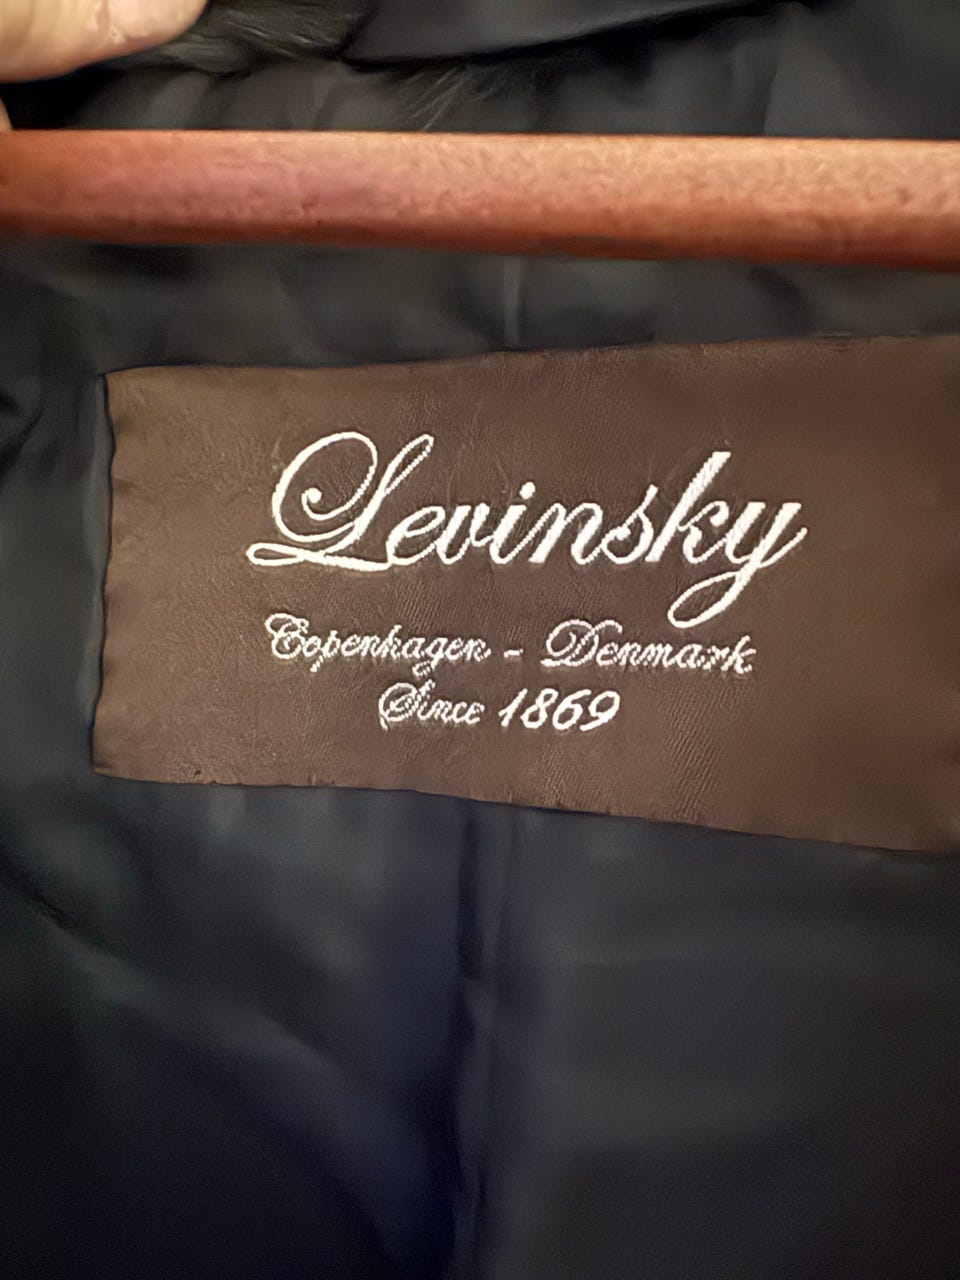 Levinsky
Copenhagen - Denmark
Since 1869